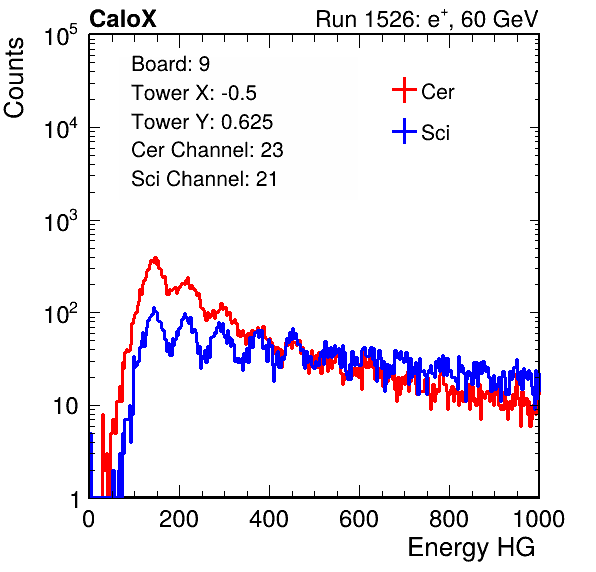 CaloX Run 1526: e+, 60 GeV
Counts
Board: 9
Tower X: -0.5
Tower Y: 0.625
Cer Channel: 23
Sci Channel: 21
Cer
Sci
10^5
10^4
10^3
10^2
10
1
0 200 400 600 800 1000
Energy HG